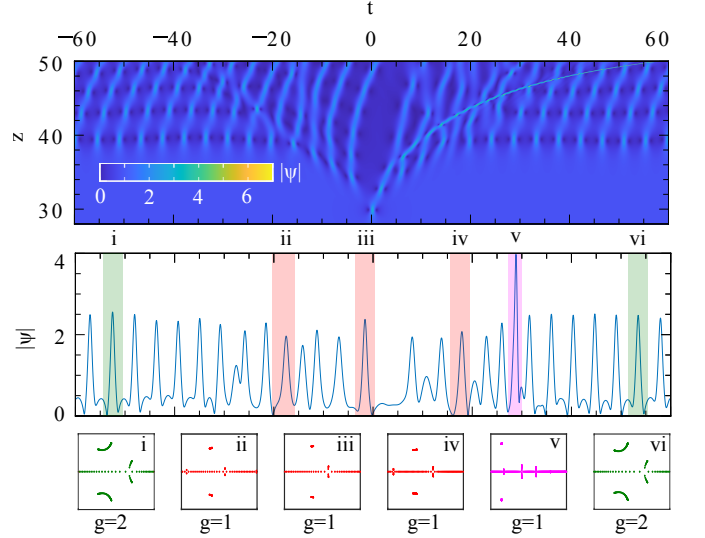 t
−60 −40 −20 0 20 40 60
50
z 40
30
|ψ|
0 2 4 6
i ii iii iv v vi
4
|ψ| 2
0
i ii iii iv v vi
g=2 g=1 g=1 g=1 g=1 g=2